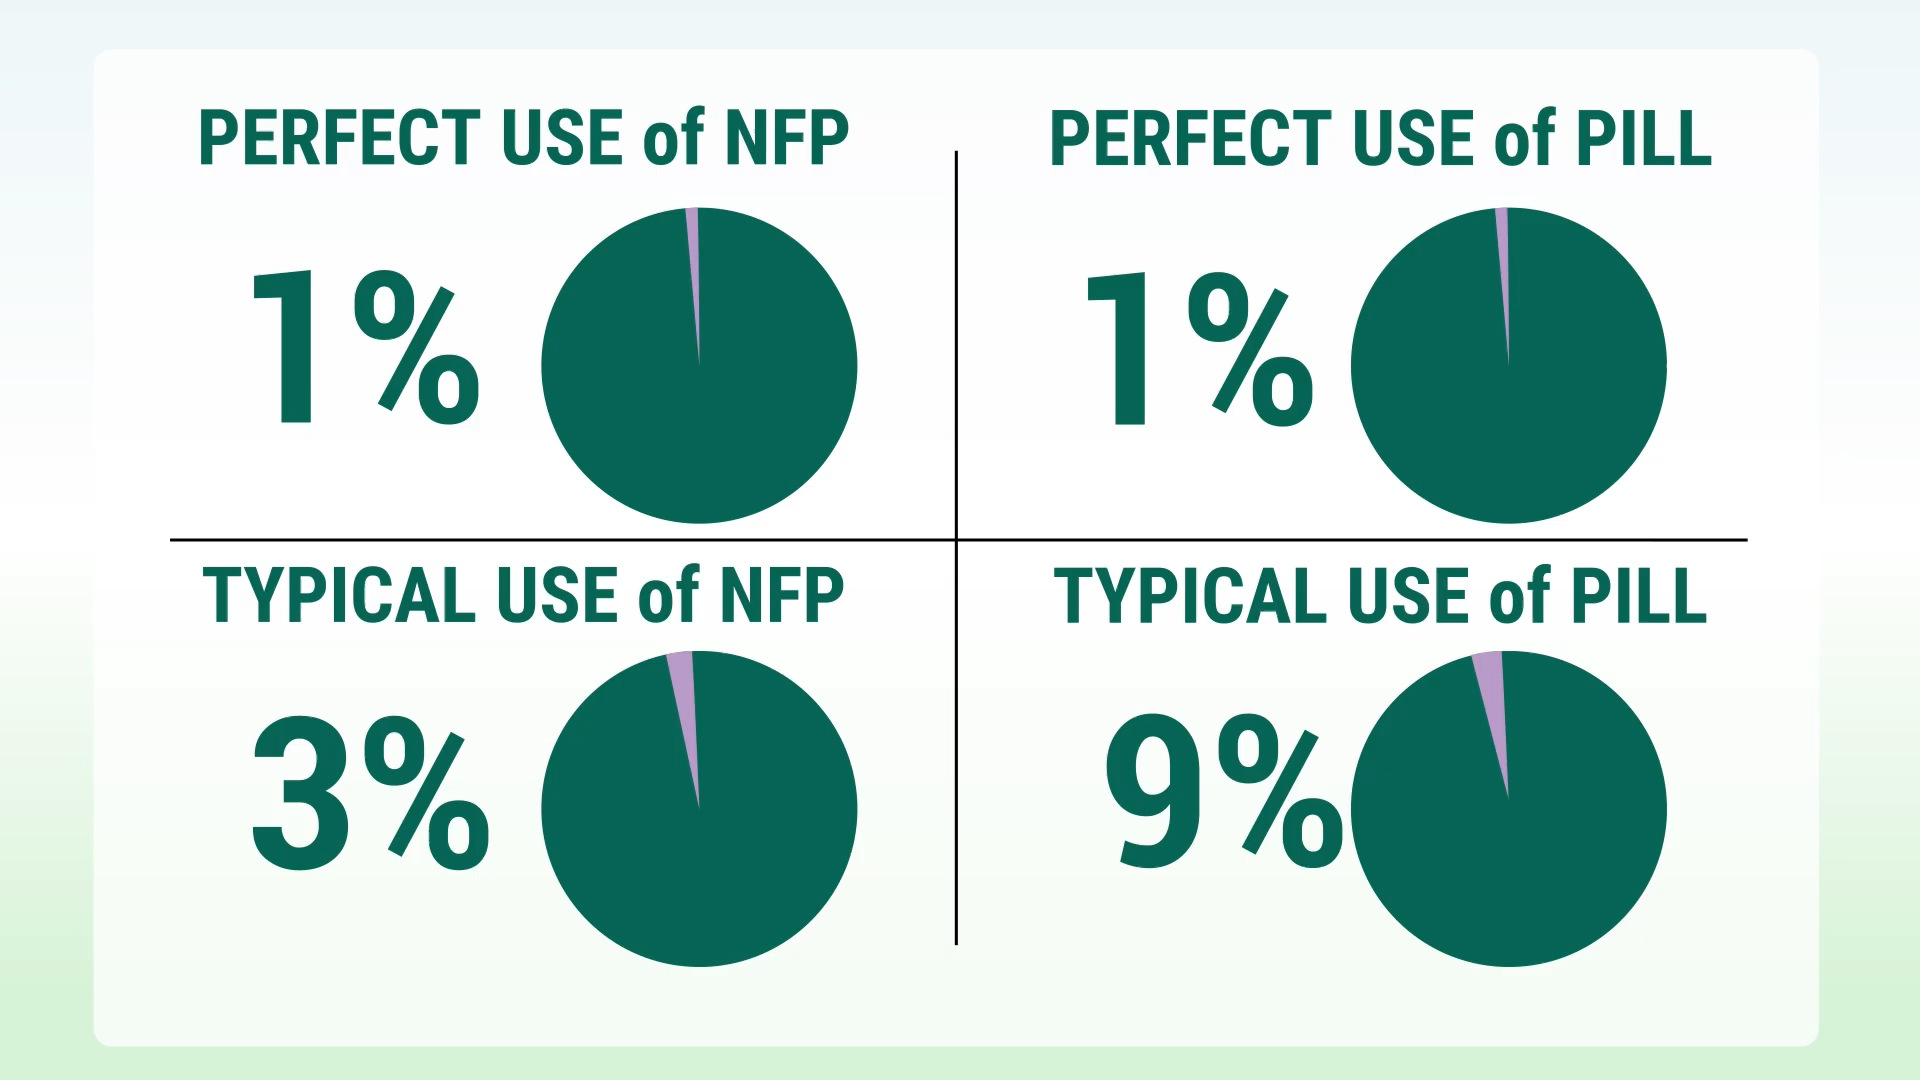 PERFECT USE of NFP
1%
PERFECT USE of PILL
1%
TYPICAL USE of NFP
3%
TYPICAL USE of PILL
9%